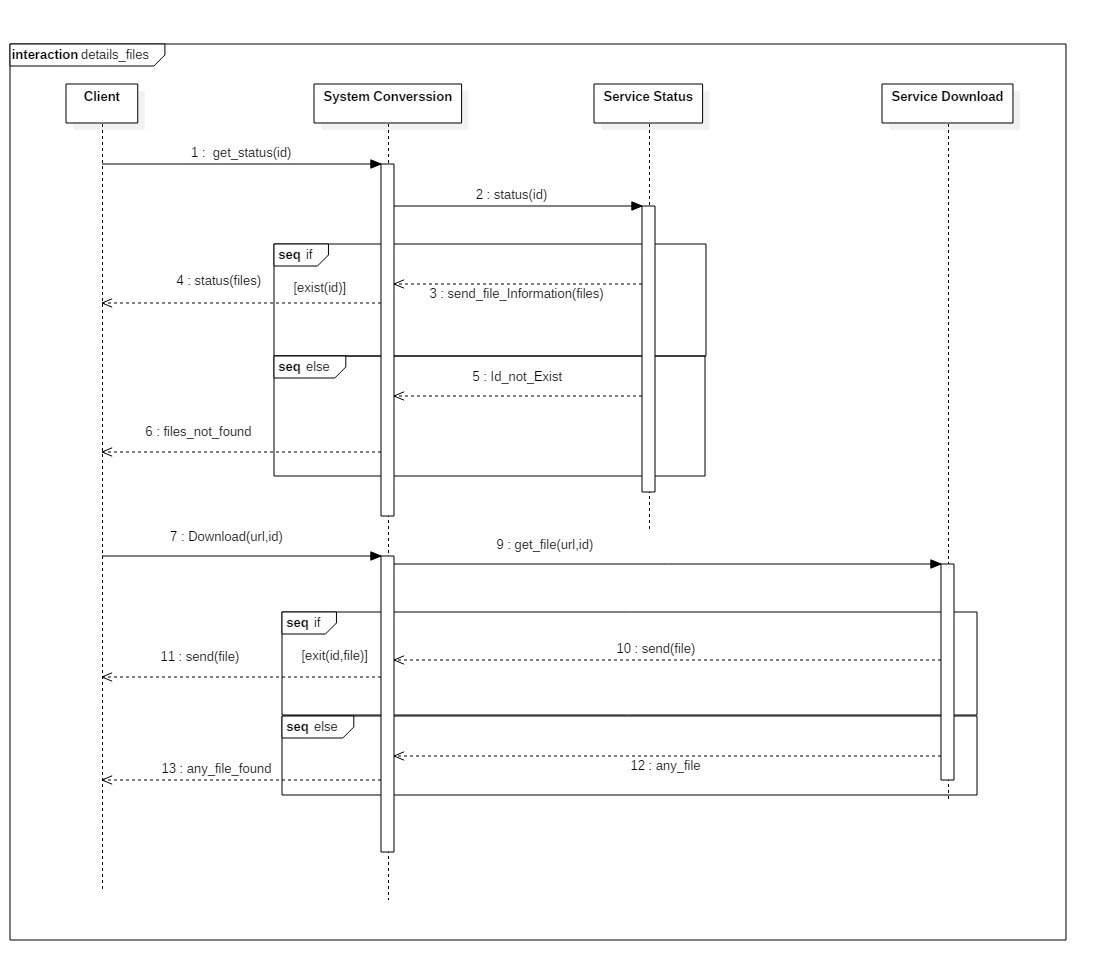 interaction details_files
Client
System Converssion
Service Status
Service Download
1 : get_status(id)
2 : status(id)
seq if
4 : status(files)
[exist(id)]
3 : send_file_Information(files)
seq else
5 : Id_not_Exist
6 : files_not_found
7 : Download(url,id)
9 : get_file(url,id)
seq if
11 : send(file)
[exit(id,file)]
10 : send(file)
seq else
13 : any_file_found
12 : any_file